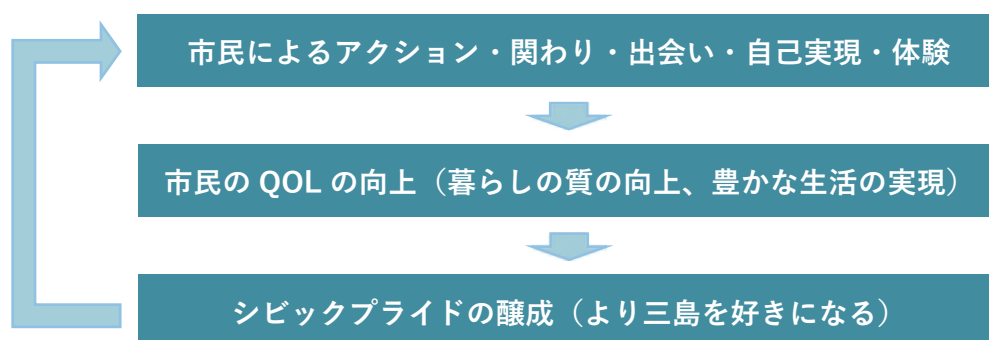 市民によるアクション・関わり・出会い・自己実現・体験
市民の QOL の向上（暮らしの質の向上、豊かな生活の実現）
シビックプライドの醸成（より三島を好きになる）